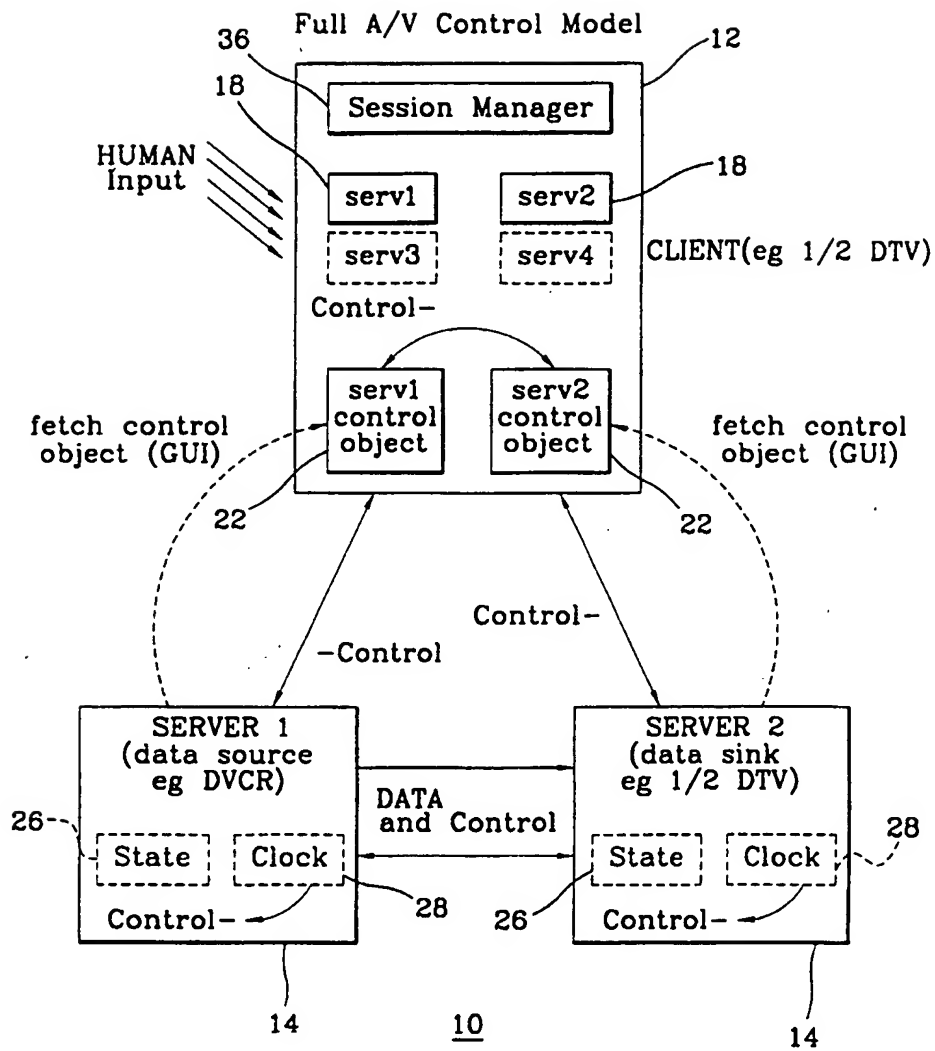 Full A/V Control Model
36
12
Session Manager
18
HUMAN
Input
18
serv1
serv2
serv3
serv4
CLIENT(eg 1/2 DTV)
Control-
serv1
control
object
serv2
control
object
fetch control
object (GUI)
fetch control
object (GUI)
22
22
Control-
-Control
SERVER 1
(data source
eg DVCR)
SERVER 2
(data sink
eg 1/2 DTV)
DATA
and Control
26
State
Clock
28
Control-
26
State
Clock
28
Control-
14
10
14